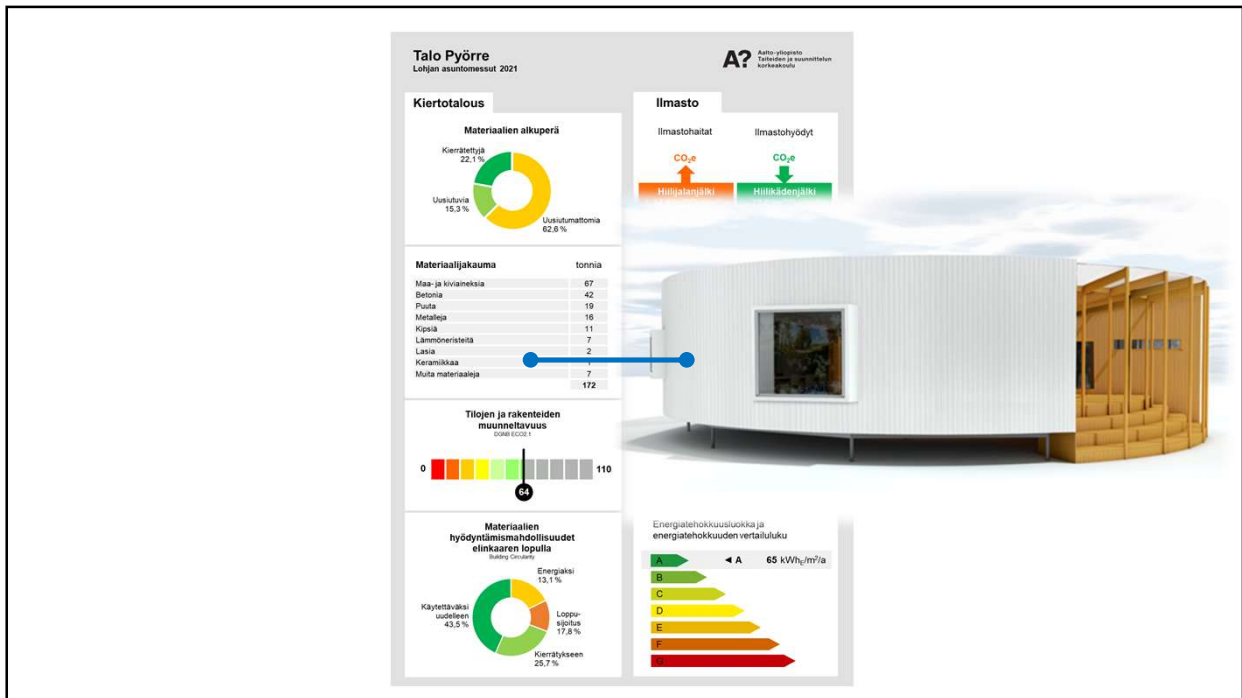 Talo Pyörre
Lohjan asuntomessut 2021
A?
Aalto-yliopisto
Taiteiden ja suunnittelun
korkeakoulu
Kiertotalous
Materiaalien alkuperä
Kierrätettyjä
22,1 %
Uusiutuvia
15,3 %
Uusiutumattomia
62,6 %
Materiaalijakauma tonnia
Maa- ja kiviaineksia 67
Betonia 42
Puuta 19
Metalleja 16
Kipsiä 11
Lämmöneristeitä 7
Lasia 2
Keramiikkaa
Muita materiaaleja 7
172
Tilojen ja rakenteiden
muunneltavuus
DGNB ECO2.1
0 110
64
Materiaalien
hyödyntämismahdollisuudet
elinkaaren lopulla
Building Circularity
Energiaksi
13,1 %
Käytettäväksi
uudelleen
43,5 %
Loppu-
sijoitus
17,8 %
Kierrätykseen
25,7 %
Ilmasto
Ilmastohaitat Ilmastohyödyt
CO₂e CO₂e
Hiilijalanjälki Hiilikädenjälki
Energiatehokkuusluokka ja
energiatehokkuuden vertailuluku
A ◄ A 65 kWhE/m²/a
B
C
D
E
F
G